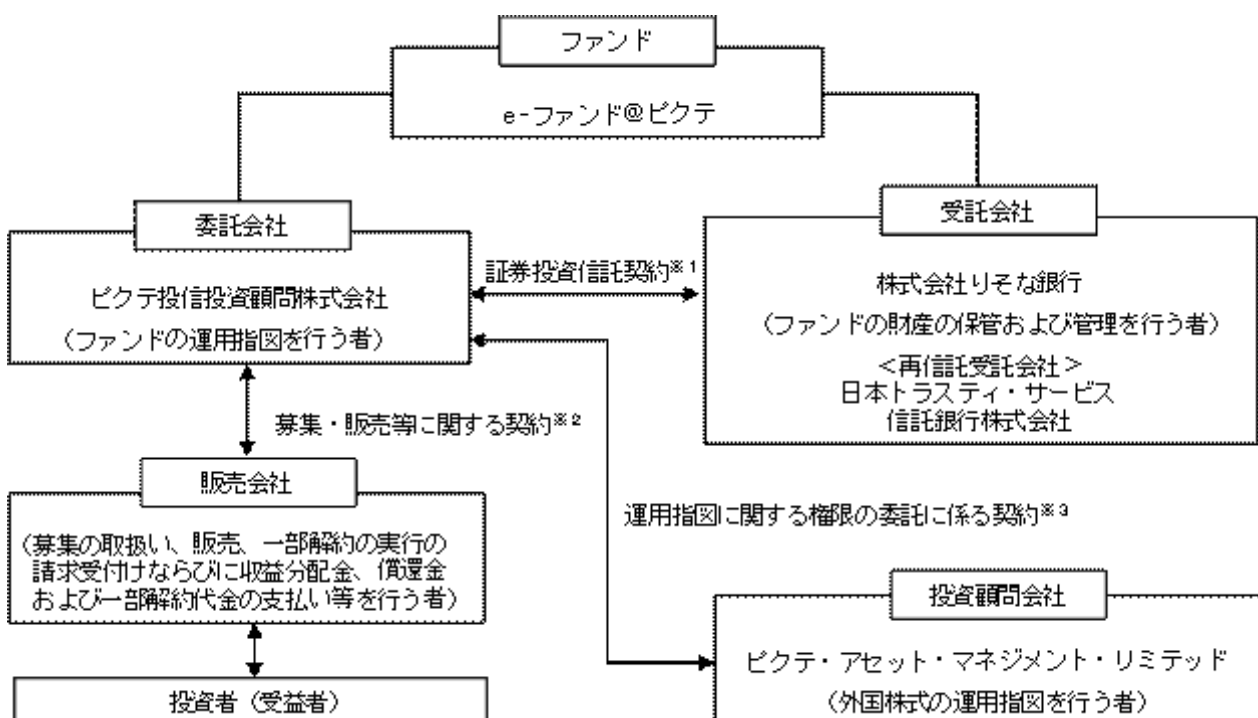 ファンド
e-ファンド@ピクテ
委託会社
ピクテ投信投資顧問株式会社
(ファンドの運用指図を行う者)
証券投資信託契約※1
受託会社
株式会社りそな銀行
(ファンドの財産の保管および管理を行う者)
<再信託受託会社>
日本トラスティ・サービス
信託銀行株式会社
募集・販売等に関する契約※2
販売会社
(募集の取扱い、販売、一部解約の実行の
請求受付けならびに収益分配金、償還金
および一部解約代金の支払い等を行う者)
運用指図に関する権限の委託に係る契約※3
投資顧問会社
ピクテ・アセット・マネジメント・リミテッド
(外国株式の運用指図を行う者)
投資者(受益者)